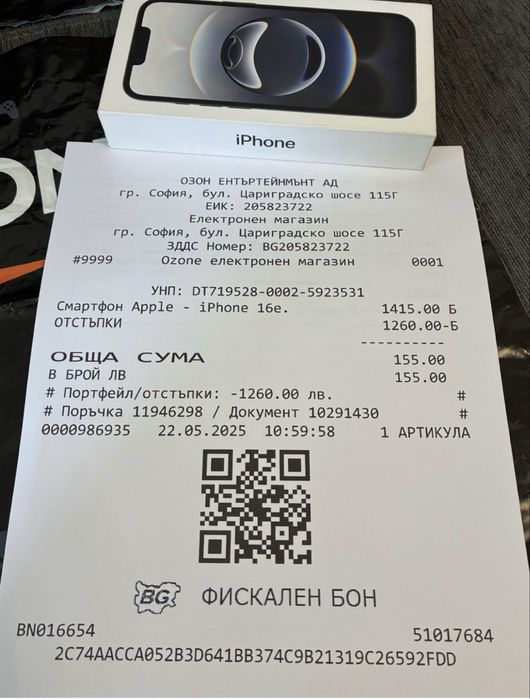 iPhone
ON
ОЗОН ЕНТЪРТЕЙНМЪНТ АД
гр. София, бул. Цариградско шосе 115Г
ЕИК: 205823722
Електронен магазин
гр. София, бул. Цариградско шосе 115Г
ЗДДС Номер: BG205823722
#9999 Ozone електронен магазин 0001
УНП: DT719528-0002-5923531
Смартфон Apple - iPhone 16e. 1415.00 Б
ОТСТЪПКИ 1260.00-Б
----------
ОБЩА СУМА 155.00
В БРОЙ ЛВ 155.00
# Портфейл/отстъпки: -1260.00 лв. #
# Поръчка 11946298 / Документ 10291430 #
0000986935 22.05.2025 10:59:58 1 АРТИКУЛА
BG ФИСКАЛЕН БОН
BN016654 51017684
2C74AACCA052B3D641BB374C9B21319C26592FDD